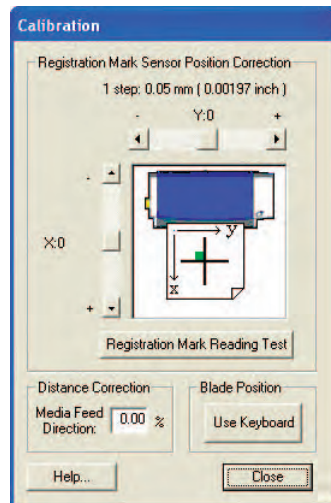 Calibration
Registration Mark Sensor Position Correction
1 step: 0.05 mm ( 0.00197 inch )
- Y:0 +
-
X:0
y
x
+
Registration Mark Reading Test
Distance Correction
Media Feed
Direction: 0.00 %
Blade Position
Use Keyboard
Help...
Close